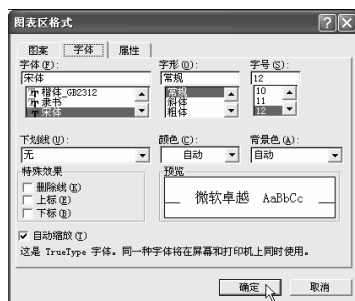 图表区格式
图案 字体 属性
字体(F): 字形(O): 字号(S):
宋体 常规 12
楷体_GB2312 常规 10
隶书 斜体 11
宋体 粗体 12
下划线(U): 颜色(C): 背景色(A):
无 自动 自动
特殊效果 预览
删除线(K)
上标(E) 微软卓越 AaBbCc
下标(B)
自动缩放(T)
这是 TrueType 字体。同一种字体将在屏幕和打印机上同时使用。
确定 取消